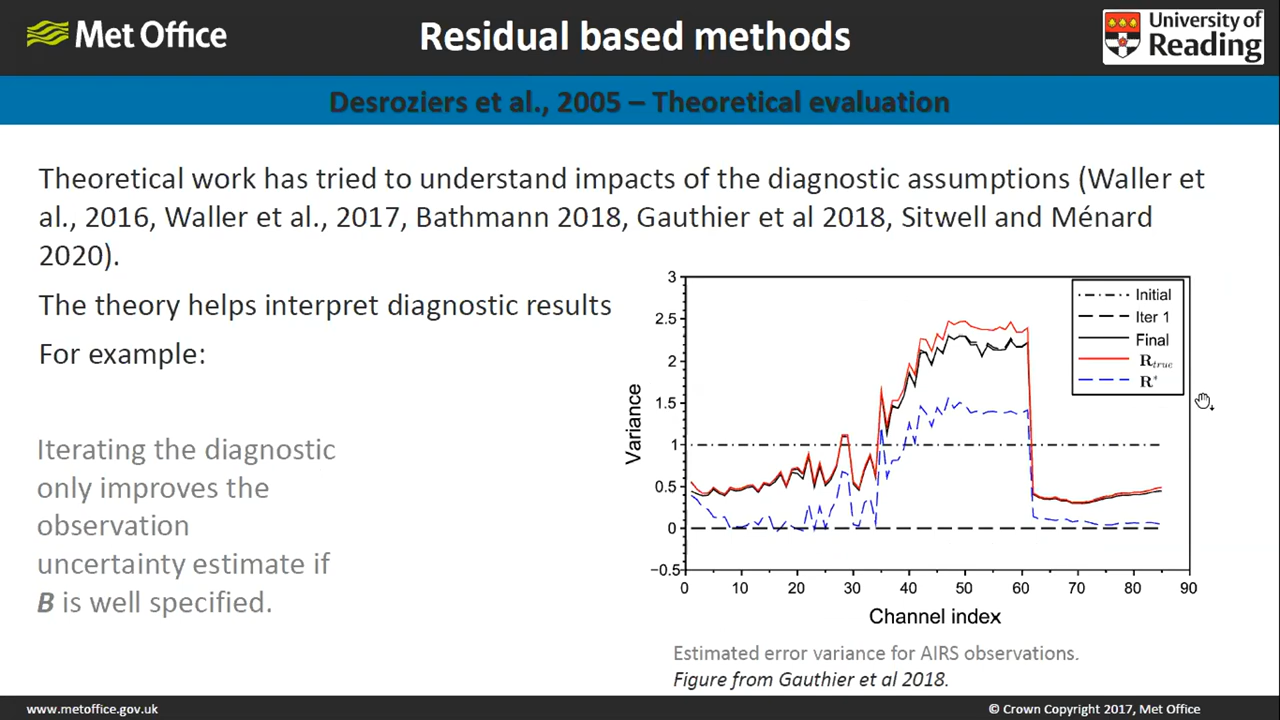 Met Office
Residual based methods
University of
Reading
Desroziers et al., 2005 – Theoretical evaluation
Theoretical work has tried to understand impacts of the diagnostic assumptions (Waller et
al., 2016, Waller et al., 2017, Bathmann 2018, Gauthier et al 2018, Sitwell and Ménard
2020).
The theory helps interpret diagnostic results
For example:
Iterating the diagnostic
only improves the
observation
uncertainty estimate if
B is well specified.
3
2.5
2
1.5
1
0.5
0
−0.5
Variance
Initial
Iter 1
Final
R_true
R*
0 10 20 30 40 50 60 70 80 90
Channel index
Estimated error variance for AIRS observations.
Figure from Gauthier et al 2018.
www.metoffice.gov.uk
© Crown Copyright 2017, Met Office